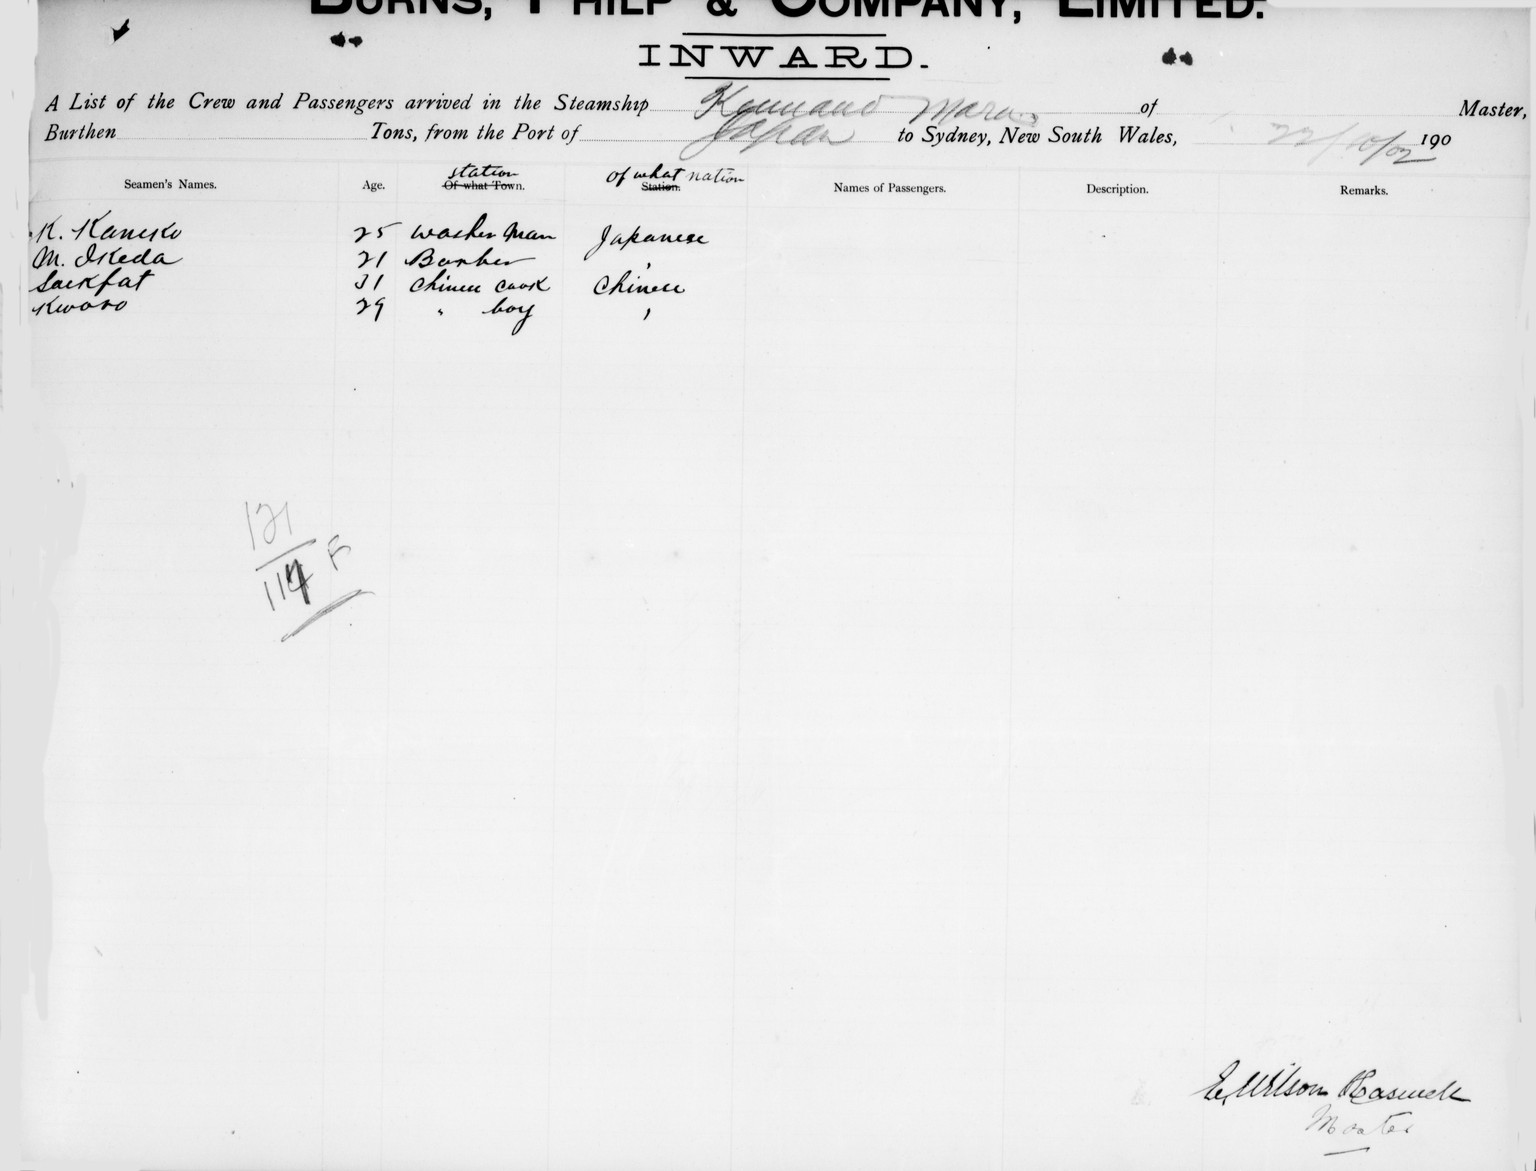 BURNS, PHILP & COMPANY, LIMITED.
INWARD.
A List of the Crew and Passengers arrived in the Steamship Kumano Maru of Master,
Burthen Tons, from the Port of Japan to Sydney, New South Wales, 22/10/02 190
Seamen's Names. Age. station Of what Town. of what nation Station. Names of Passengers. Description. Remarks.
K. Kaneko 25 washer man Japanese
M. Ikeda 21 Barber "
Sackfat 31 Chinese cook Chinese
Kworo 29 " boy "
121
114 F
E. Wilson Haswell
Master